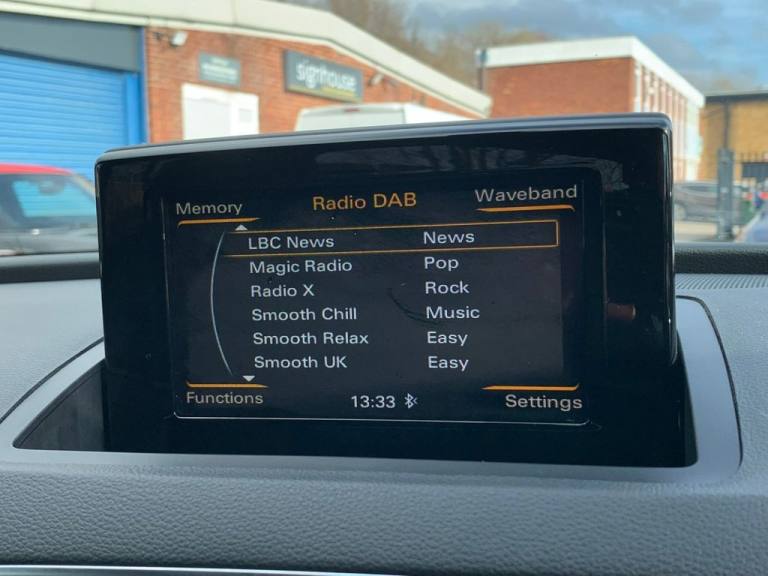 signhouse
Memory Radio DAB Waveband
LBC News News
Magic Radio Pop
Radio X Rock
Smooth Chill Music
Smooth Relax Easy
Smooth UK Easy
Functions 13:33 Settings